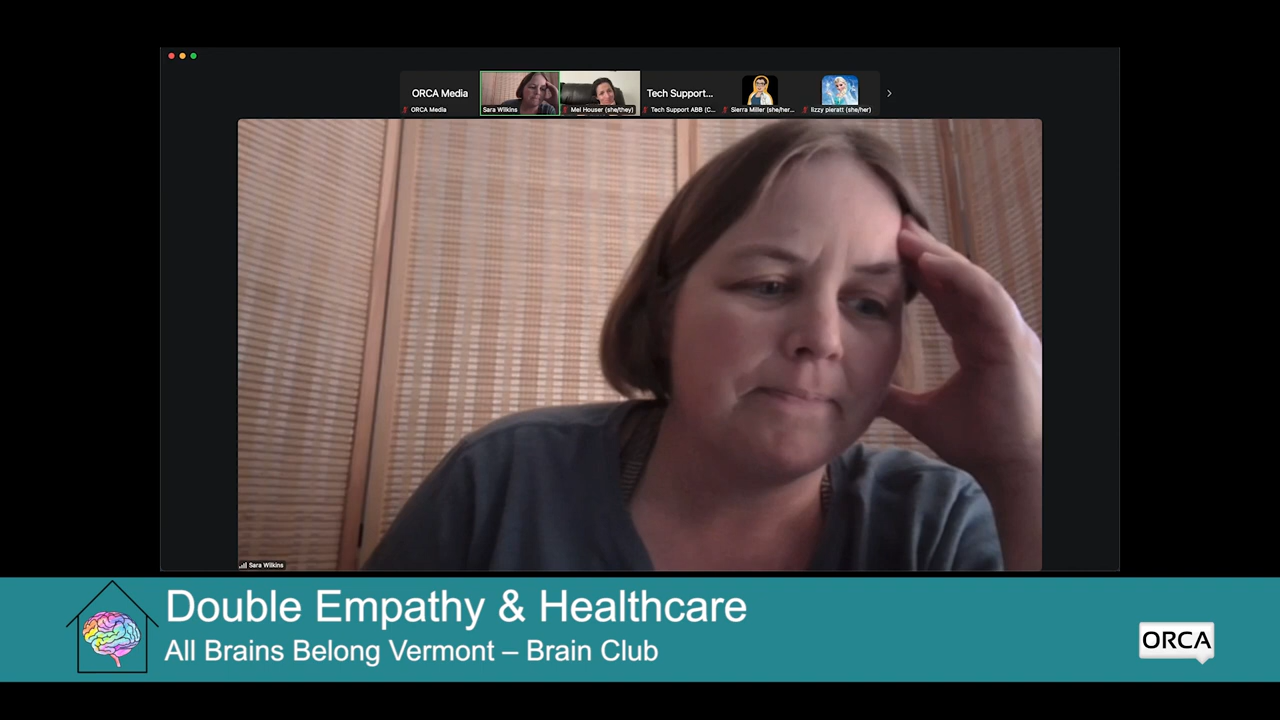 ORCA Media
Tech Support...
ORCA Media
Sara Wilkins
Mel Houser (she/they)
Tech Support ABB (C...
Sierra Miller (she/her...
lizzy pieratt (she/her)
Sara Wilkins
Double Empathy & Healthcare
All Brains Belong Vermont – Brain Club
ORCA